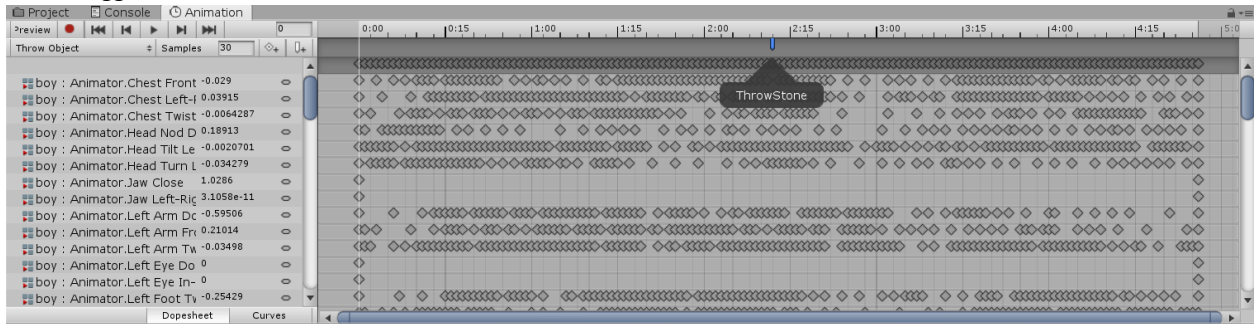 Project Console Animation
Preview 0 0:00 0:15 1:00 1:15 2:00 2:15 3:00 3:15 4:00 4:15 5:0
Throw Object Samples 30
boy : Animator.Chest Front -0.029
boy : Animator.Chest Left-F 0.03915
ThrowStone
boy : Animator.Chest Twist -0.0064287
boy : Animator.Head Nod D 0.18913
boy : Animator.Head Tilt Le -0.0020701
boy : Animator.Head Turn L -0.034279
boy : Animator.Jaw Close 1.0286
boy : Animator.Jaw Left-Rig 3.1058e-11
boy : Animator.Left Arm Do -0.59506
boy : Animator.Left Arm Fro 0.21014
boy : Animator.Left Arm Tw -0.03498
boy : Animator.Left Eye Do 0
boy : Animator.Left Eye In- 0
boy : Animator.Left Foot Tw -0.25429
Dopesheet Curves